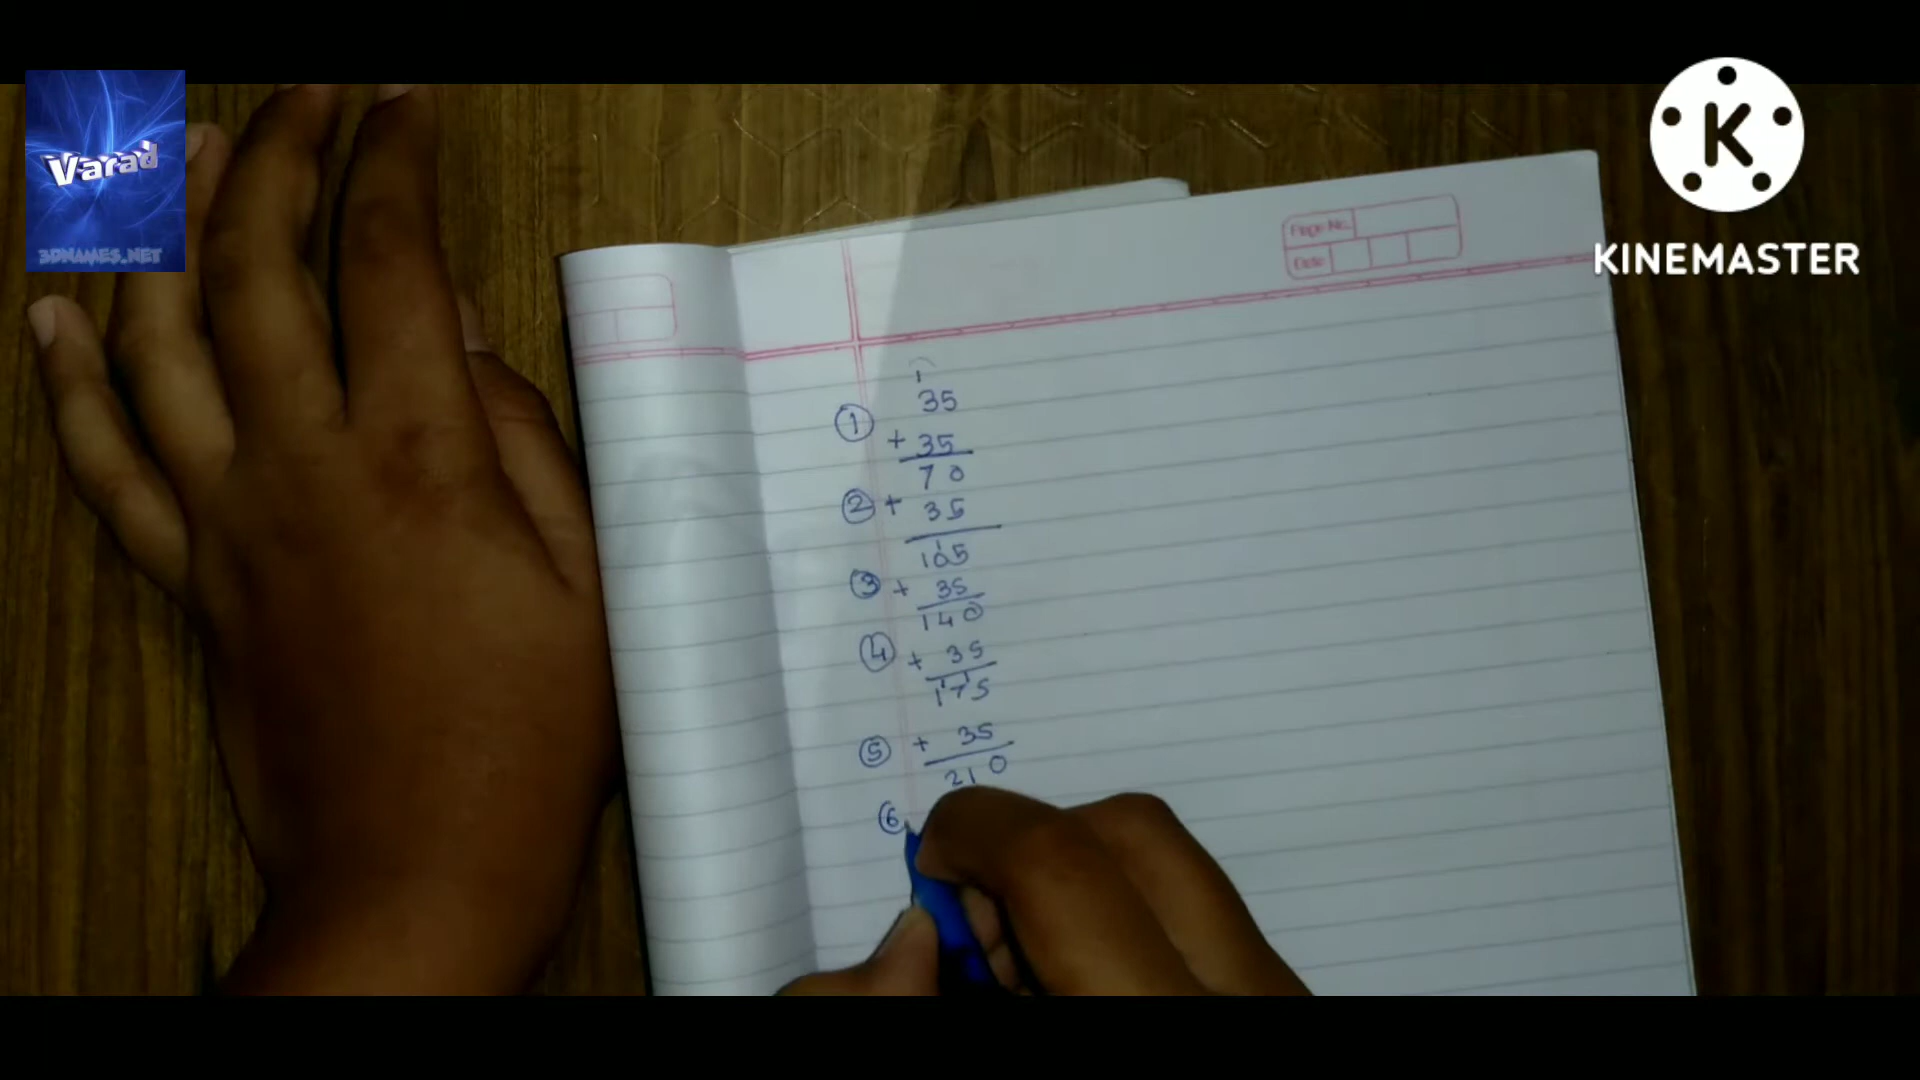 Varad
3DNAMES.NET
K
KINEMASTER
Page No.
Date
1
35
① + 35
70
② + 35
1
105
③ + 35
140
④ + 35
1 1
175
⑤ + 35
210
⑥